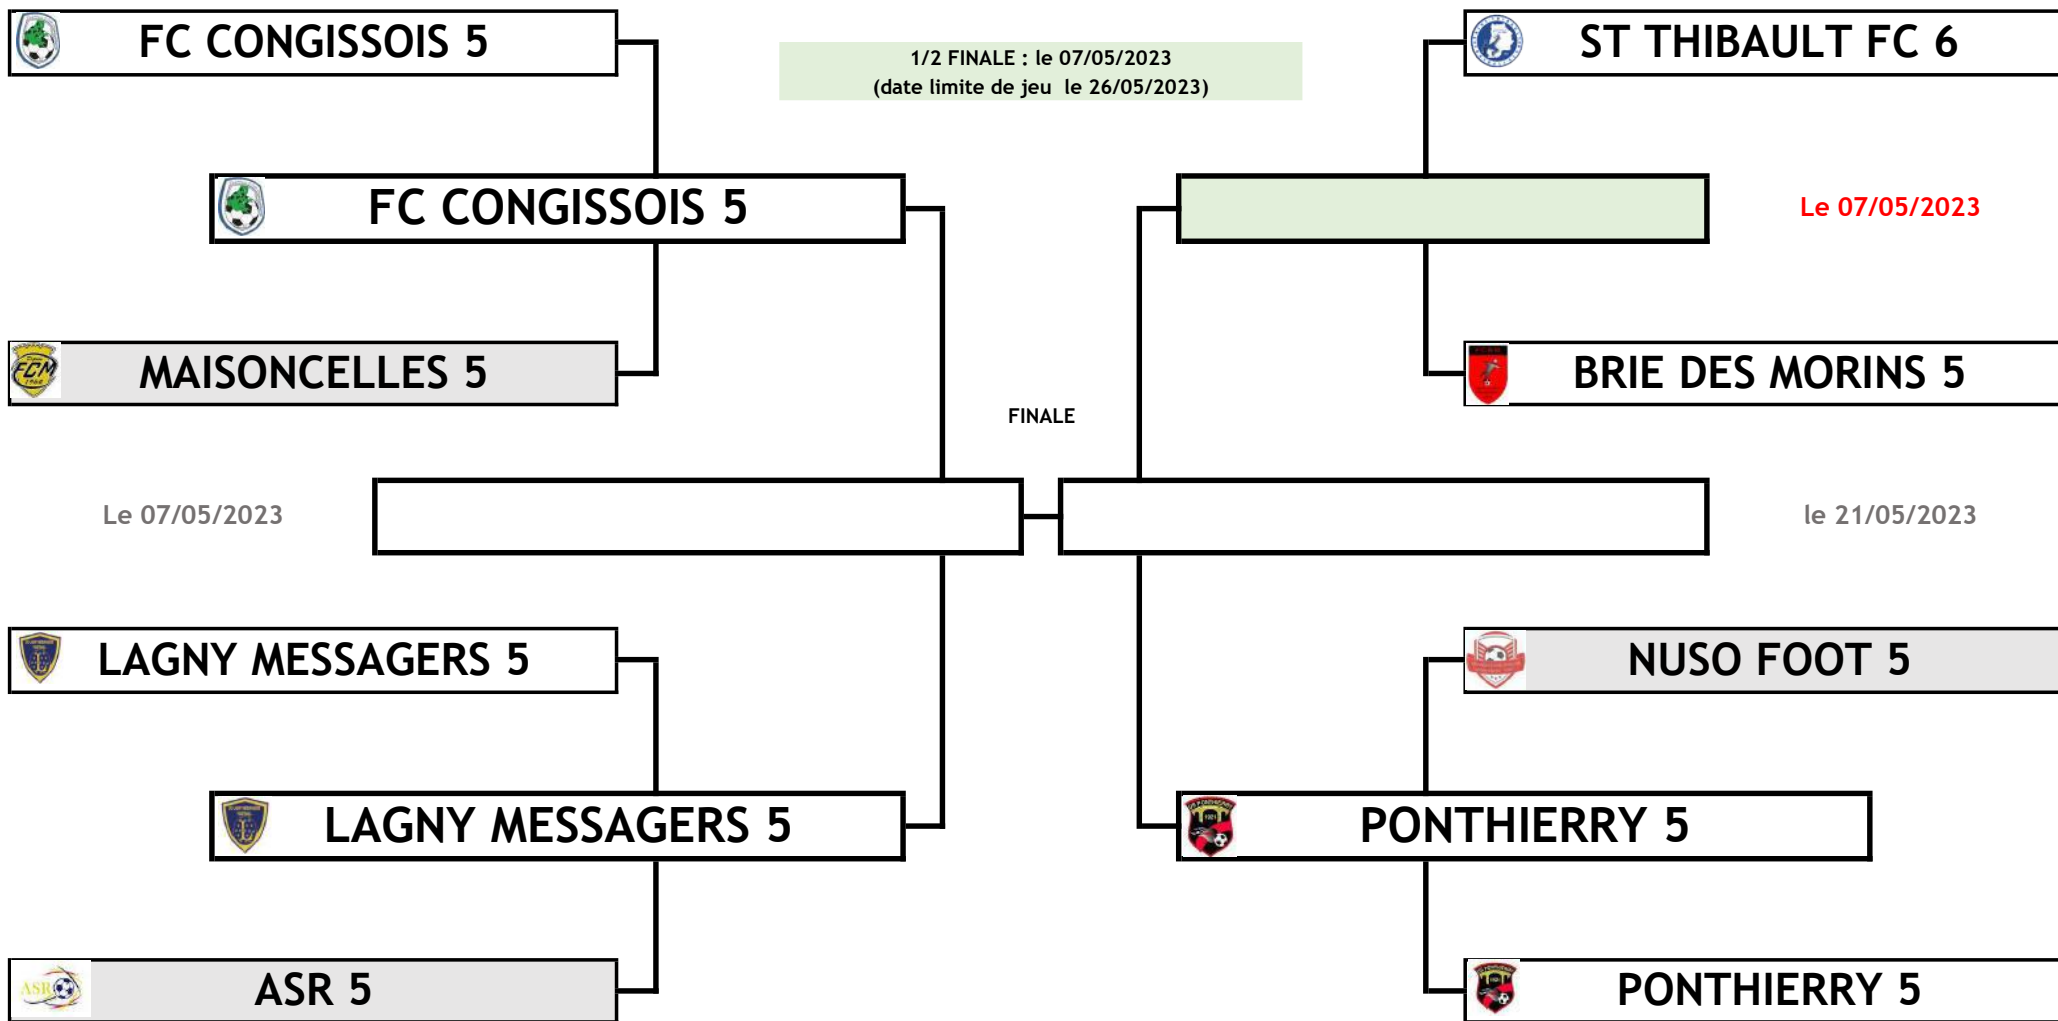 FC CONGISSOIS 5
1/2 FINALE : le 07/05/2023
(date limite de jeu le 26/05/2023)
ST THIBAULT FC 6
FC CONGISSOIS 5
Le 07/05/2023
MAISONCELLES 5
FCM
BRIE DES MORINS 5
FINALE
Le 07/05/2023
le 21/05/2023
LAGNY MESSAGERS 5
NUSO FOOT 5
LAGNY MESSAGERS 5
PONTHIERRY 5
ASR
ASR 5
PONTHIERRY 5